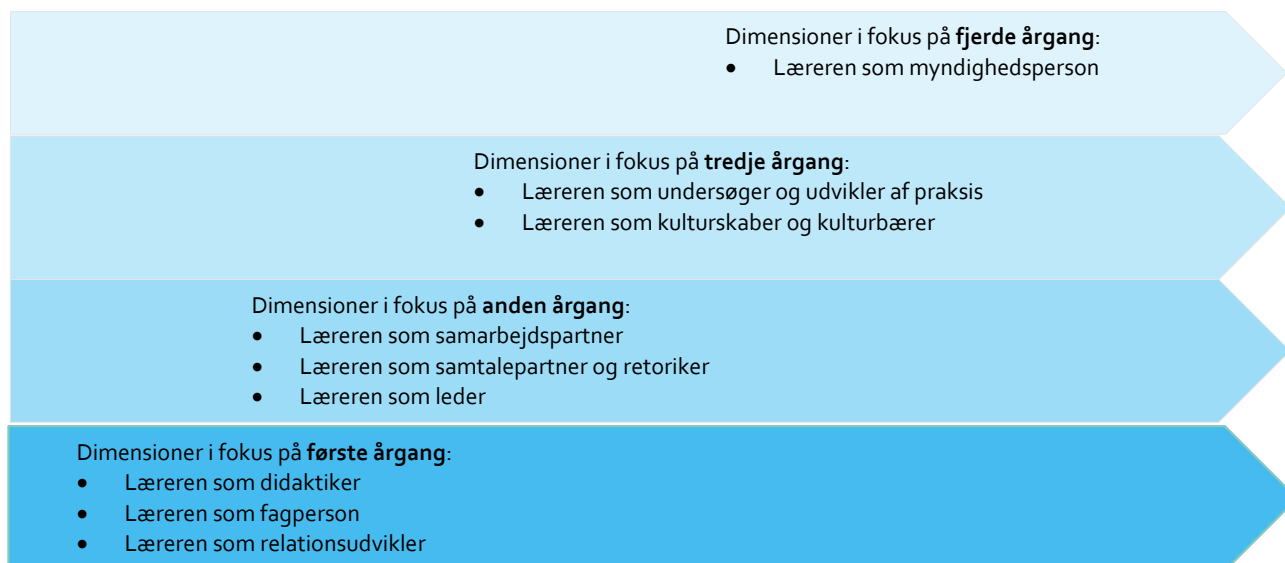 Dimensioner i fokus på fjerde årgang:
• Læreren som myndighedsperson
Dimensioner i fokus på tredje årgang:
• Læreren som undersøger og udvikler af praksis
• Læreren som kulturskaber og kulturbærer
Dimensioner i fokus på anden årgang:
• Læreren som samarbejdspartner
• Læreren som samtalepartner og retoriker
• Læreren som leder
Dimensioner i fokus på første årgang:
• Læreren som didaktiker
• Læreren som fagperson
• Læreren som relationsudvikler